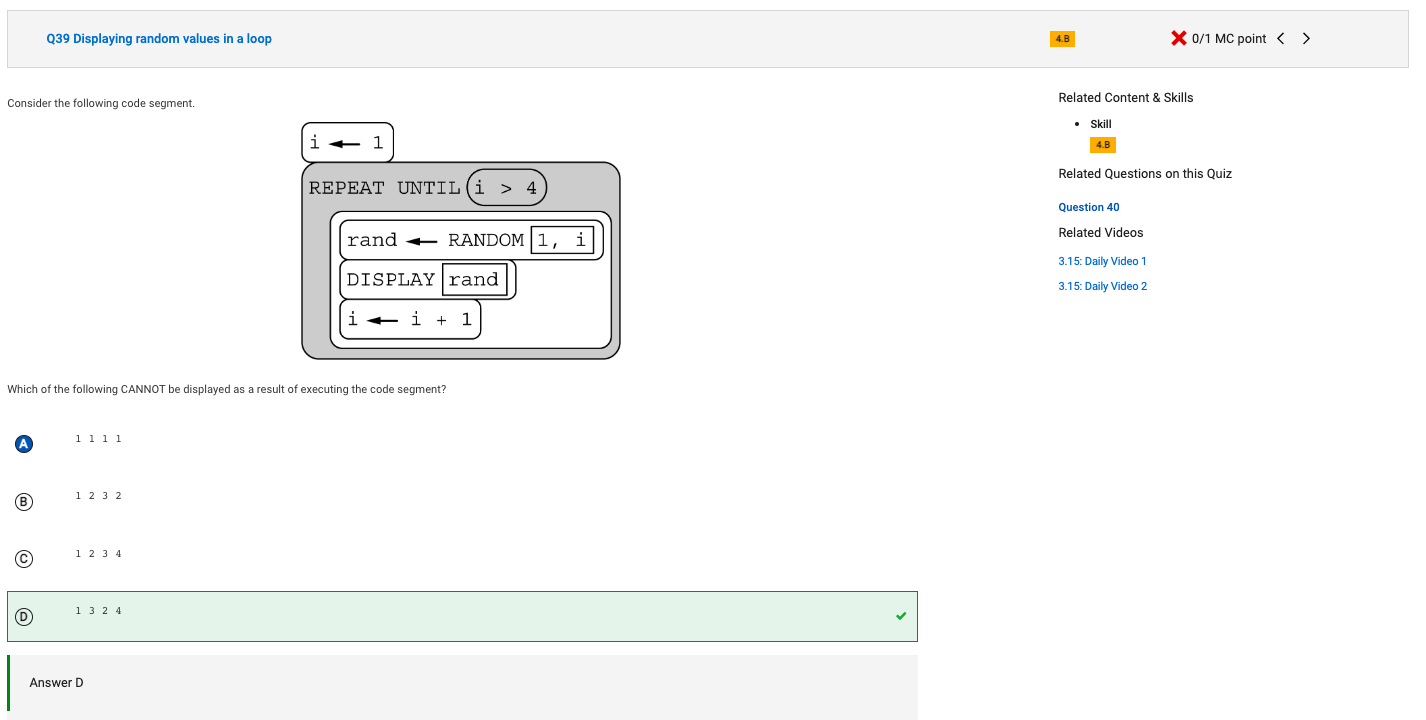 Q39 Displaying random values in a loop
4.B
0/1 MC point
Consider the following code segment.
i ← 1
REPEAT UNTIL i > 4
rand ← RANDOM 1, i
DISPLAY rand
i ← i + 1
Which of the following CANNOT be displayed as a result of executing the code segment?
A 1 1 1 1
B 1 2 3 2
C 1 2 3 4
D 1 3 2 4
Answer D
Related Content & Skills
• Skill
4.B
Related Questions on this Quiz
Question 40
Related Videos
3.15: Daily Video 1
3.15: Daily Video 2